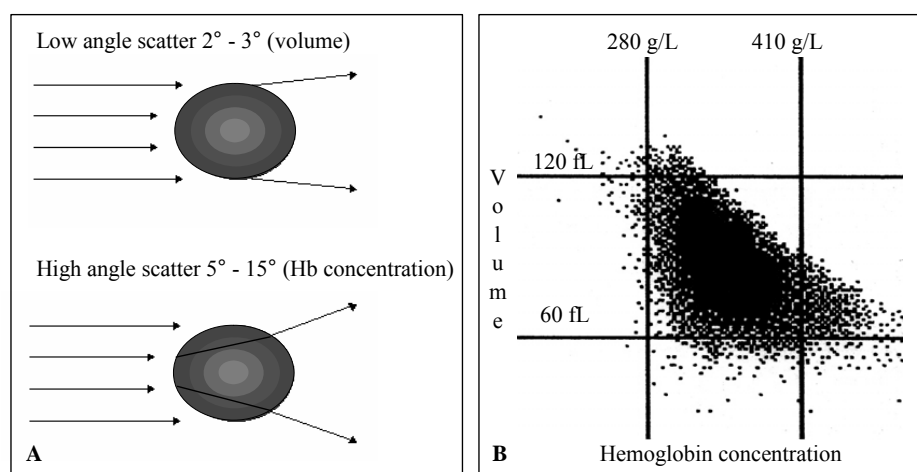 Low angle scatter 2° - 3° (volume)
High angle scatter 5° - 15° (Hb concentration)
A
280 g/L 410 g/L
120 fL
Volume
60 fL
B Hemoglobin concentration